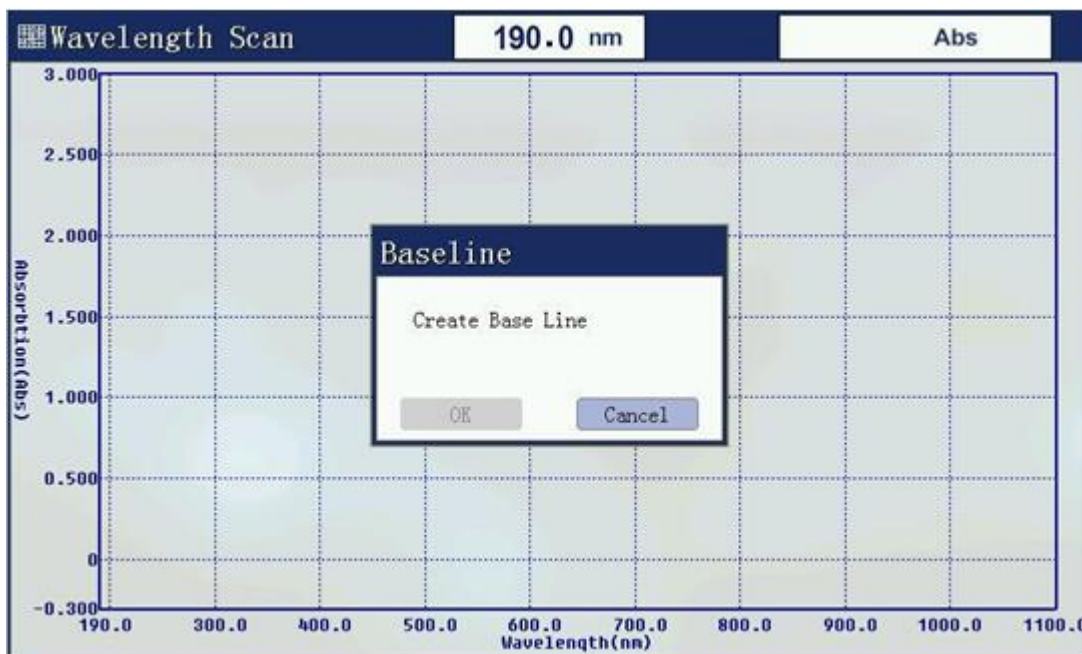 Wavelength Scan
190.0 nm
Abs
3.000
2.500
2.000
1.500
1.000
0.500
0
-0.300
Absorbtion(Abs)
Baseline
Create Base Line
OK Cancel
190.0 300.0 400.0 500.0 600.0 700.0 800.0 900.0 1000.0 1100.0
Wavelength(nm)